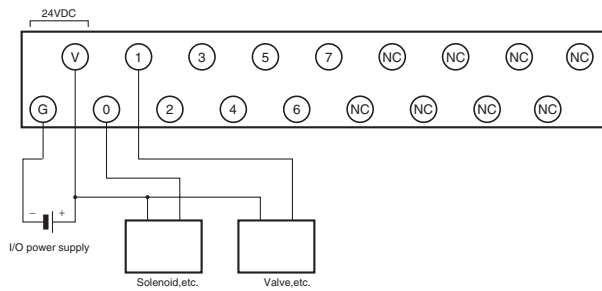 24VDC
V 1 3 5 7 NC NC NC NC
G 0 2 4 6 NC NC NC NC
− +
I/O power supply
Solenoid,etc. Valve,etc.